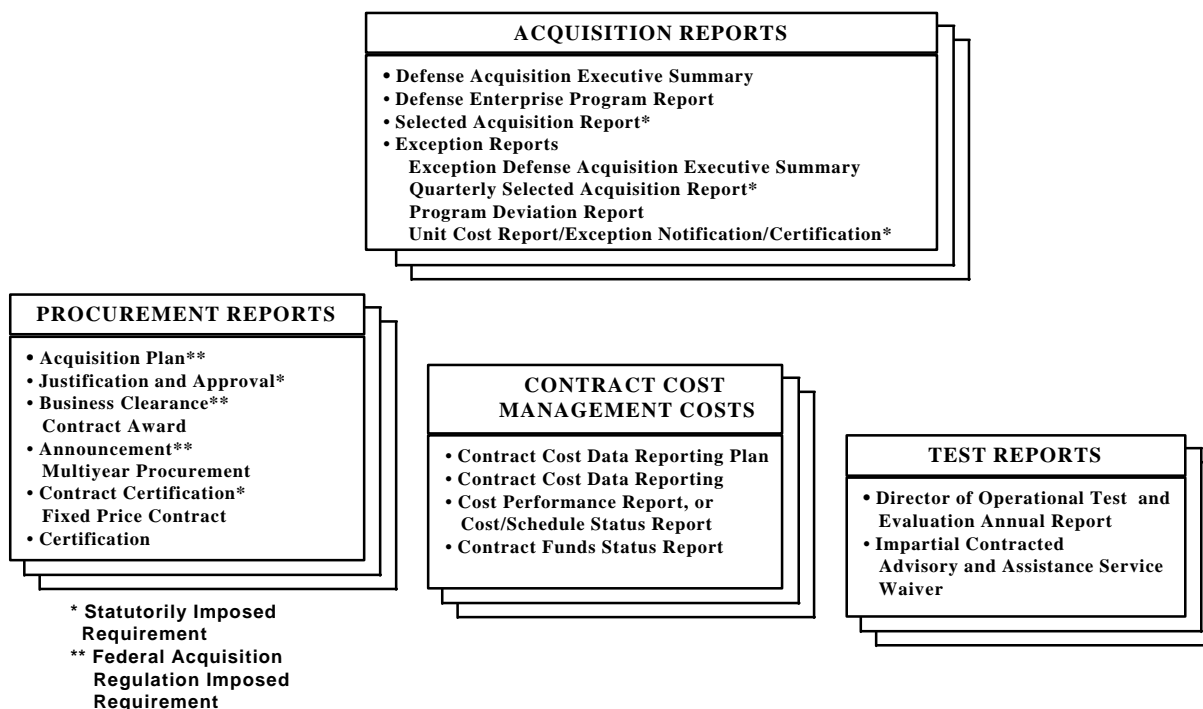 ACQUISITION REPORTS
• Defense Acquisition Executive Summary
• Defense Enterprise Program Report
• Selected Acquisition Report*
• Exception Reports
Exception Defense Acquisition Executive Summary
Quarterly Selected Acquisition Report*
Program Deviation Report
Unit Cost Report/Exception Notification/Certification*
PROCUREMENT REPORTS
• Acquisition Plan**
• Justification and Approval*
• Business Clearance**
Contract Award
• Announcement**
Multiyear Procurement
• Contract Certification*
Fixed Price Contract
• Certification
* Statutorily Imposed
Requirement
** Federal Acquisition
Regulation Imposed
Requirement
CONTRACT COST
MANAGEMENT COSTS
• Contract Cost Data Reporting Plan
• Contract Cost Data Reporting
• Cost Performance Report, or
Cost/Schedule Status Report
• Contract Funds Status Report
TEST REPORTS
• Director of Operational Test and
Evaluation Annual Report
• Impartial Contracted
Advisory and Assistance Service
Waiver